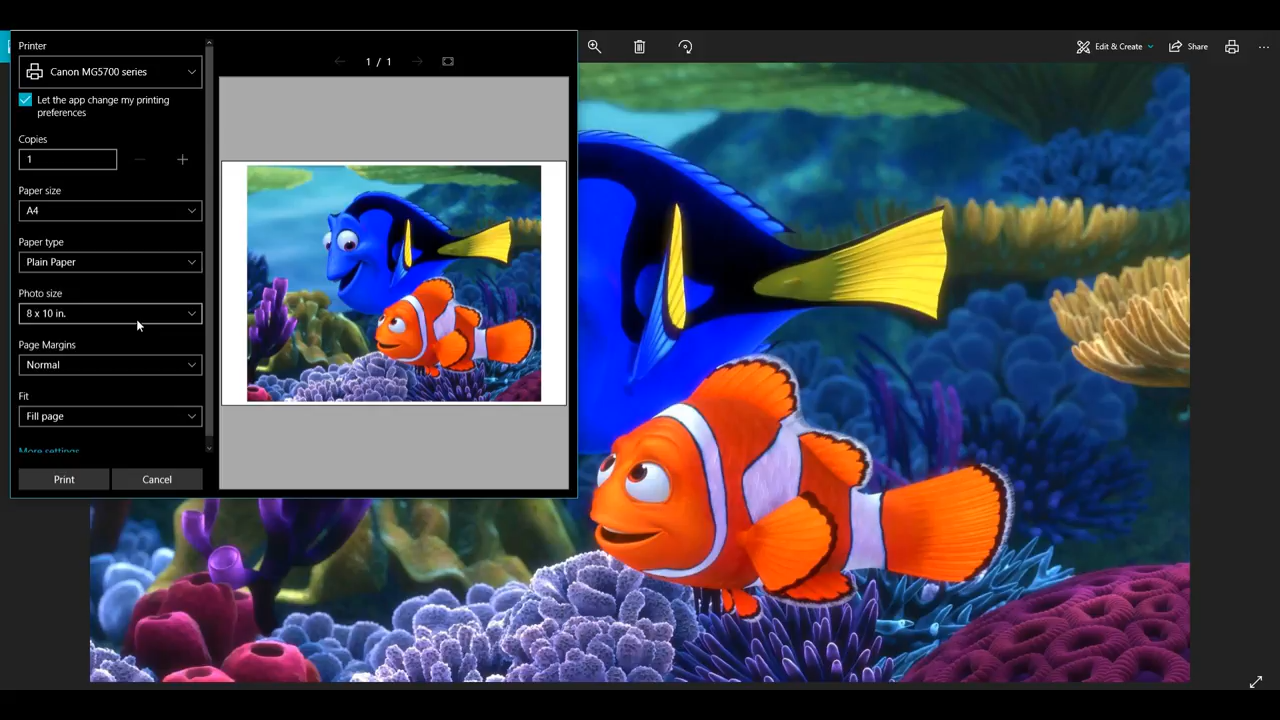 Printer
Canon MG5700 series
Let the app change my printing
preferences
Copies
1
Paper size
A4
Paper type
Plain Paper
Photo size
8 x 10 in.
Page Margins
Normal
Fit
Fill page
More settings
Print
Cancel
1 / 1
Edit & Create
Share